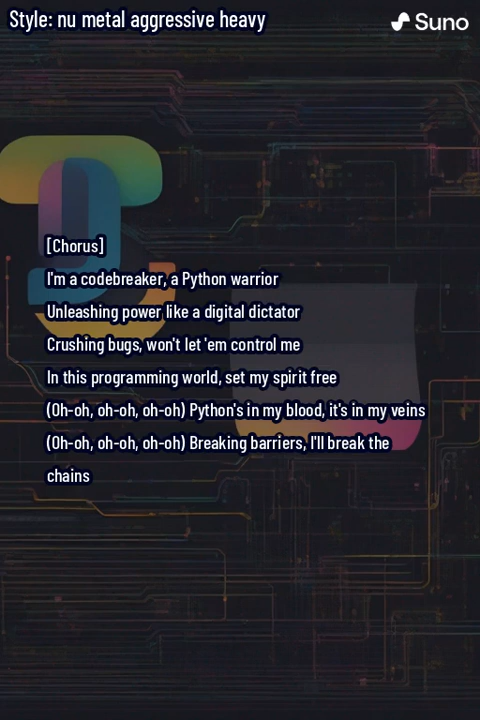 Style: nu metal aggressive heavy
Suno
[Chorus]
I'm a codebreaker, a Python warrior
Unleashing power like a digital dictator
Crushing bugs, won't let 'em control me
In this programming world, set my spirit free
(Oh-oh, oh-oh, oh-oh) Python's in my blood, it's in my veins
(Oh-oh, oh-oh, oh-oh) Breaking barriers, I'll break the
chains